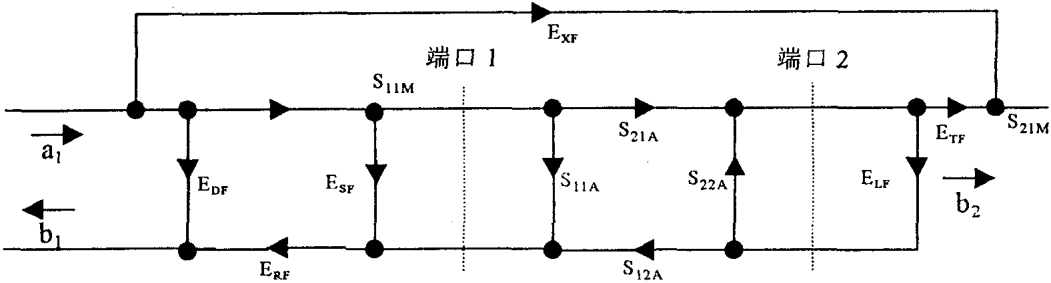 E_XF
端口 1
端口 2
S_11M
S_21A
E_TF
S_21M
a_1
E_DF
E_SF
S_11A
S_22A
E_LF
b_1
b_2
E_RF
S_12A